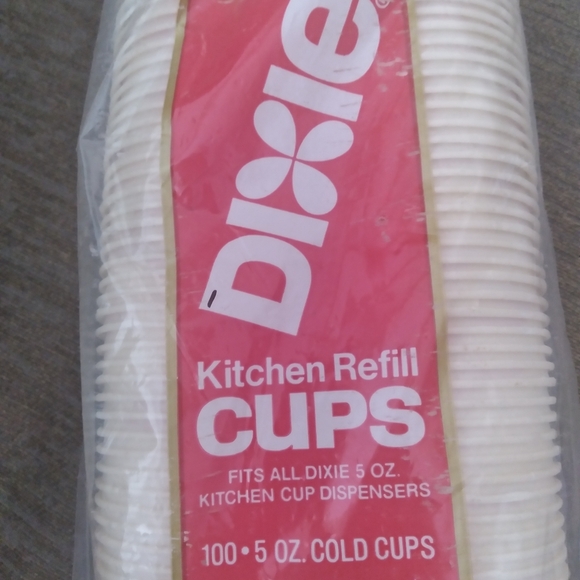 Dixie®
Kitchen Refill
CUPS
FITS ALL DIXIE 5 OZ.
KITCHEN CUP DISPENSERS
100 • 5 OZ. COLD CUPS